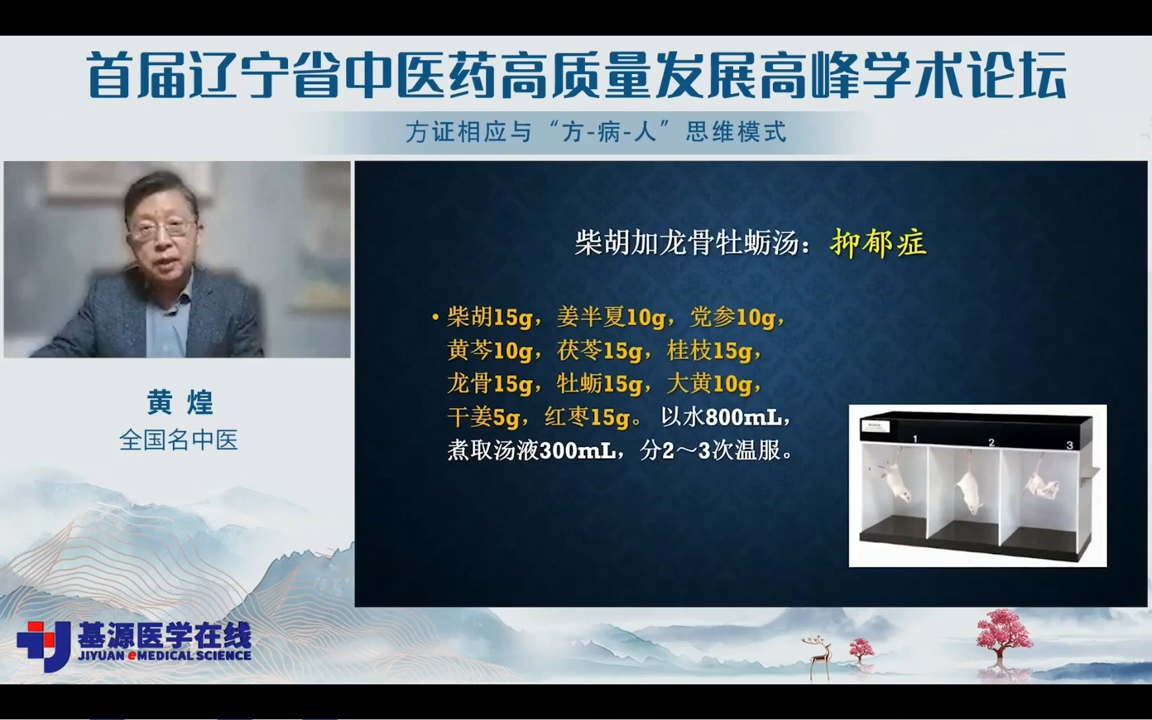 首届辽宁省中医药高质量发展高峰学术论坛
方证相应与“方-病-人”思维模式
黄 煌
全国名中医
柴胡加龙骨牡蛎汤：抑郁症
• 柴胡15g，姜半夏10g，党参10g，
黄芩10g，茯苓15g，桂枝15g，
龙骨15g，牡蛎15g，大黄10g，
干姜5g，红枣15g。以水800mL，
煮取汤液300mL，分2～3次温服。
1 2 3
基源医学在线
JIYUAN eMEDICAL SCIENCE